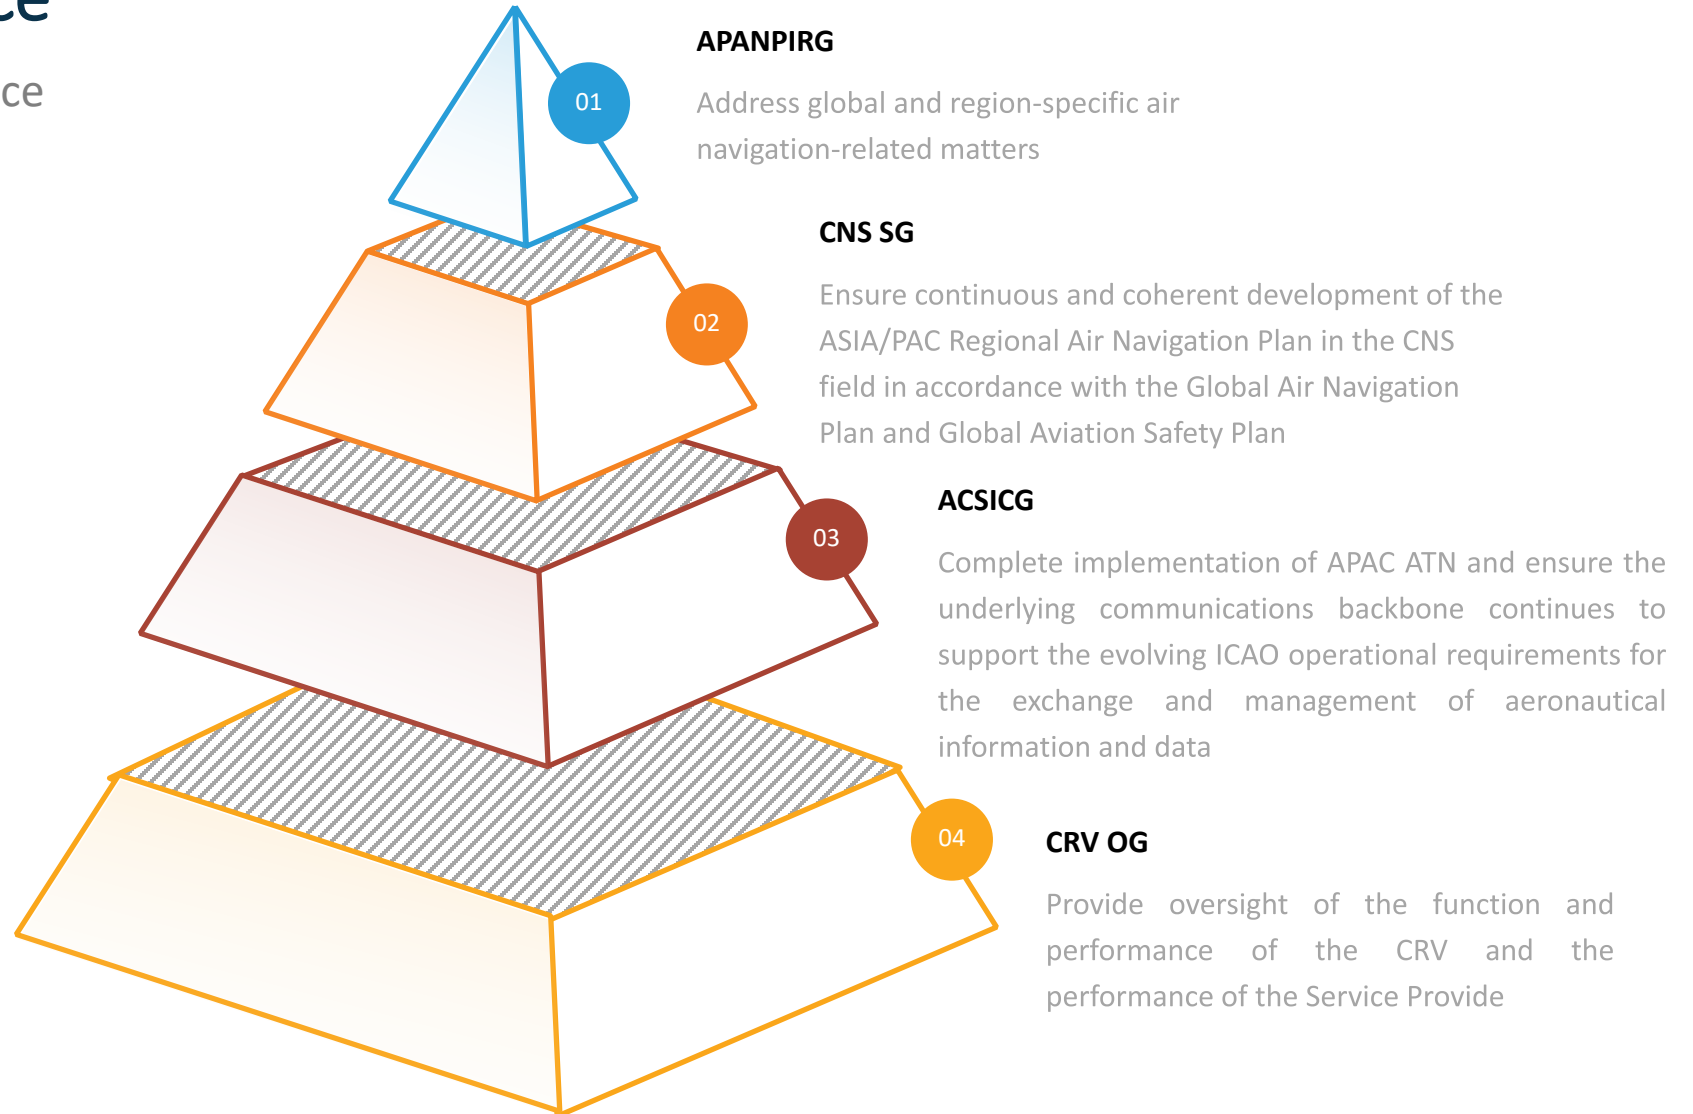 ce
ce
01
APANPIRG
Address global and region-specific air
navigation-related matters
02
CNS SG
Ensure continuous and coherent development of the
ASIA/PAC Regional Air Navigation Plan in the CNS
field in accordance with the Global Air Navigation
Plan and Global Aviation Safety Plan
03
ACSICG
Complete implementation of APAC ATN and ensure the
underlying communications backbone continues to
support the evolving ICAO operational requirements for
the exchange and management of aeronautical
information and data
04
CRV OG
Provide oversight of the function and
performance of the CRV and the
performance of the Service Provide